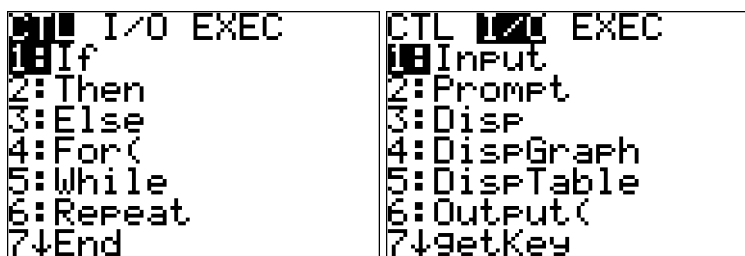 CTL I/O EXEC
1:If
2:Then
3:Else
4:For(
5:While
6:Repeat
7↓End
CTL I/O EXEC
1:Input
2:Prompt
3:Disp
4:DispGraph
5:DispTable
6:Output(
7↓getKey